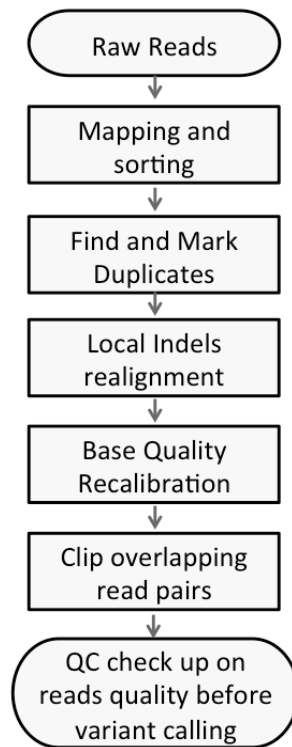 Raw Reads
Mapping and
sorting
Find and Mark
Duplicates
Local Indels
realignment
Base Quality
Recalibration
Clip overlapping
read pairs
QC check up on
reads quality before
variant calling